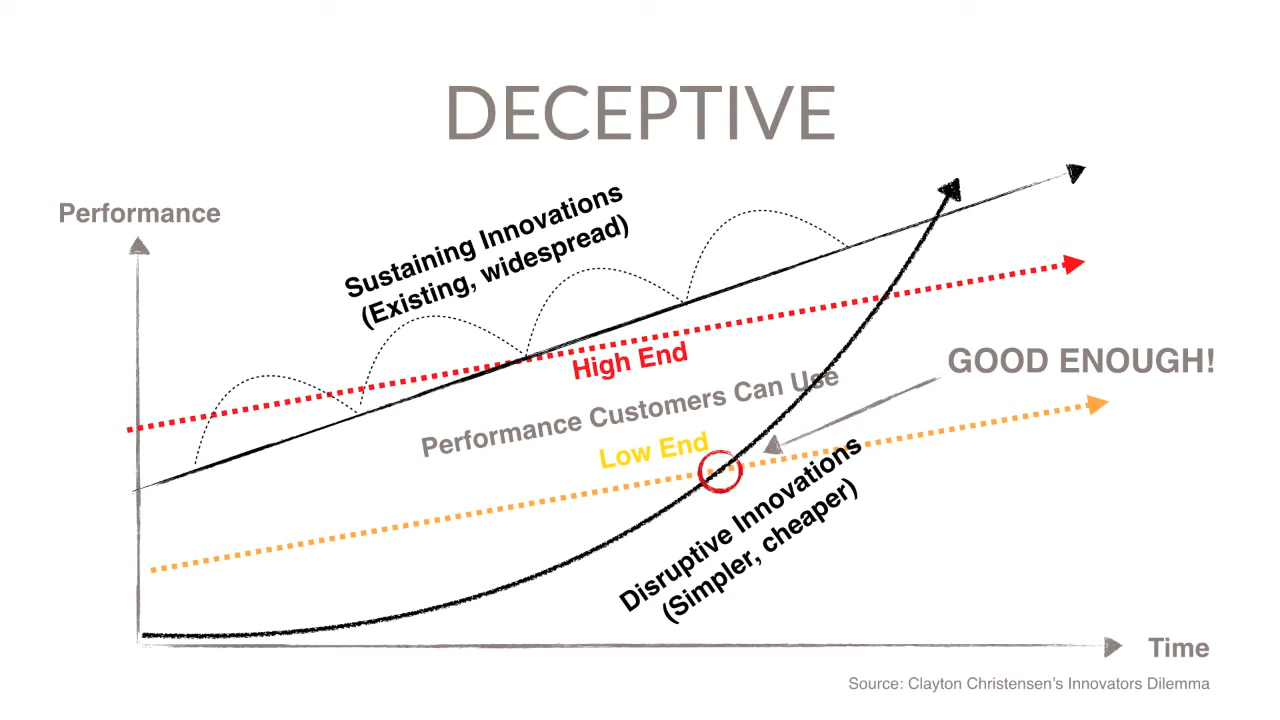 DECEPTIVE
Performance
Sustaining Innovations
(Existing, widespread)
High End
GOOD ENOUGH!
Performance Customers Can Use
Low End
Disruptive Innovations
(Simpler, cheaper)
Time
Source: Clayton Christensen's Innovators Dilemma